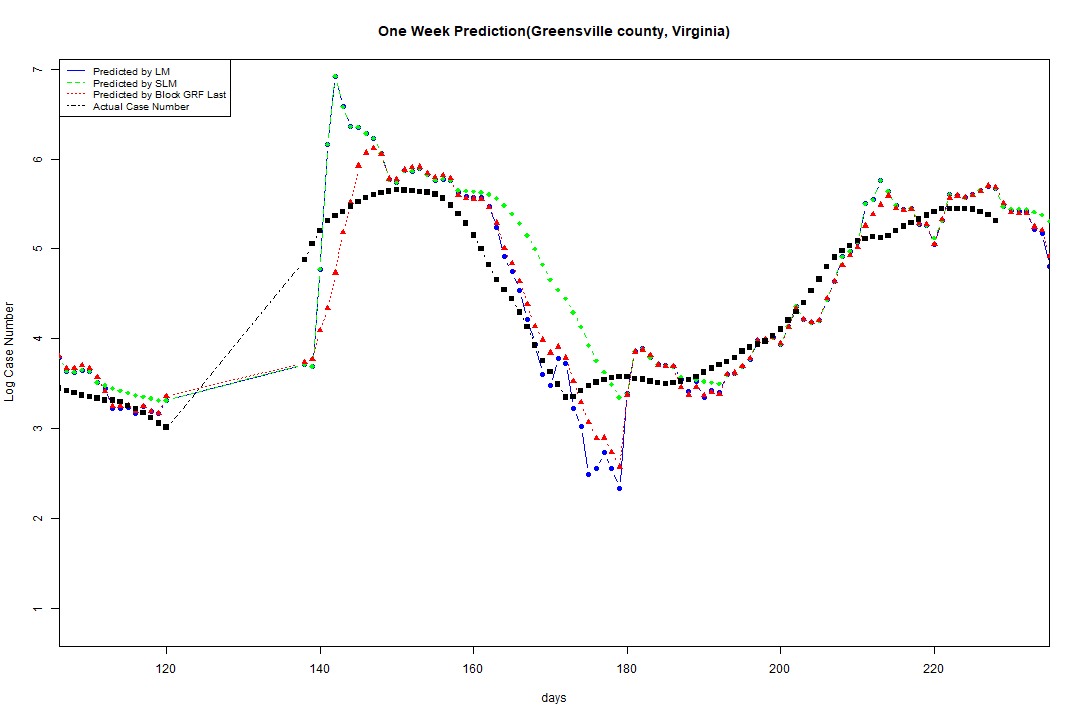 One Week Prediction(Greensville county, Virginia)
Predicted by LM
Predicted by SLM
Predicted by Block GRF Last
Actual Case Number
7
6
5
4
3
2
1
Log Case Number
120 140 160 180 200 220
days